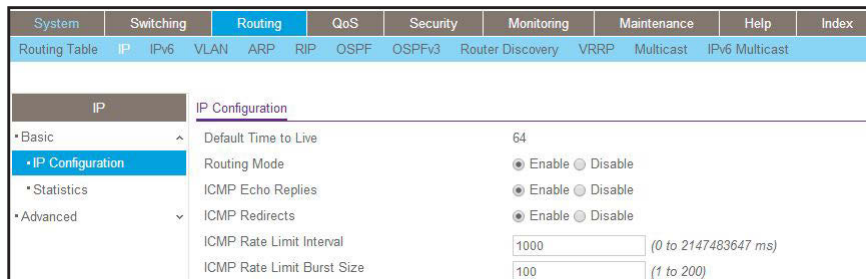 System Switching Routing QoS Security Monitoring Maintenance Help Index
Routing Table IP IPv6 VLAN ARP RIP OSPF OSPFv3 Router Discovery VRRP Multicast IPv6 Multicast
IP
Basic
IP Configuration
Statistics
Advanced
IP Configuration
Default Time to Live 64
Routing Mode Enable Disable
ICMP Echo Replies Enable Disable
ICMP Redirects Enable Disable
ICMP Rate Limit Interval 1000 (0 to 2147483647 ms)
ICMP Rate Limit Burst Size 100 (1 to 200)